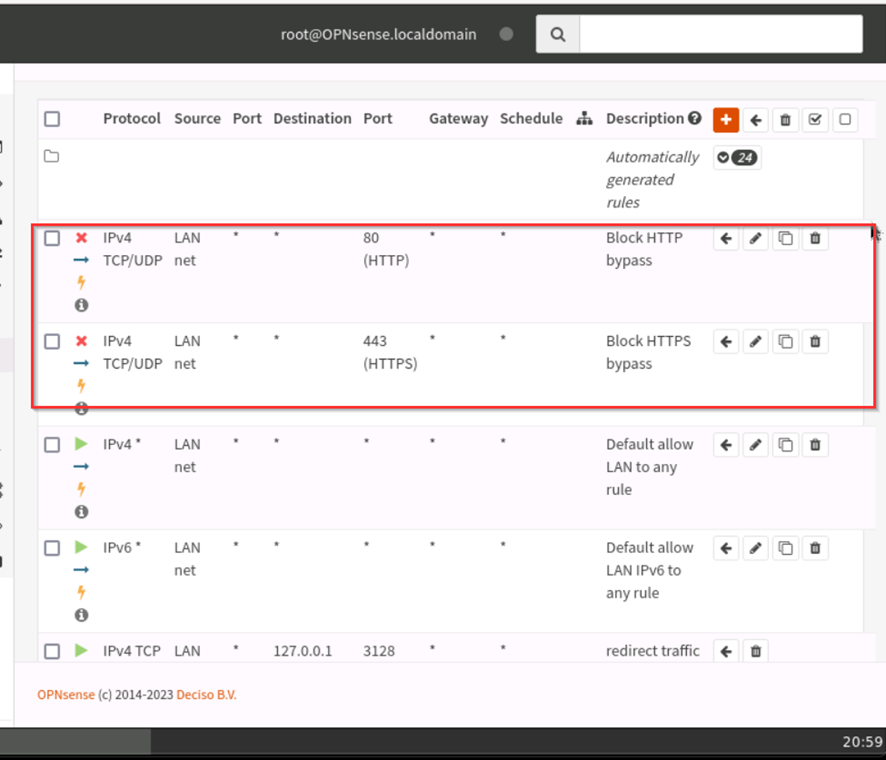 root@OPNsense.localdomain
Protocol Source Port Destination Port Gateway Schedule Description
Automatically
generated
rules
24
IPv4 LAN * * 80 * * Block HTTP
TCP/UDP net (HTTP) bypass
IPv4 LAN * * 443 * * Block HTTPS
TCP/UDP net (HTTPS) bypass
IPv4 * LAN * * * * * Default allow
net LAN to any
rule
IPv6 * LAN * * * * * Default allow
net LAN IPv6 to
any rule
IPv4 TCP LAN * 127.0.0.1 3128 * * redirect traffic
OPNsense (c) 2014-2023 Deciso B.V.
20:59